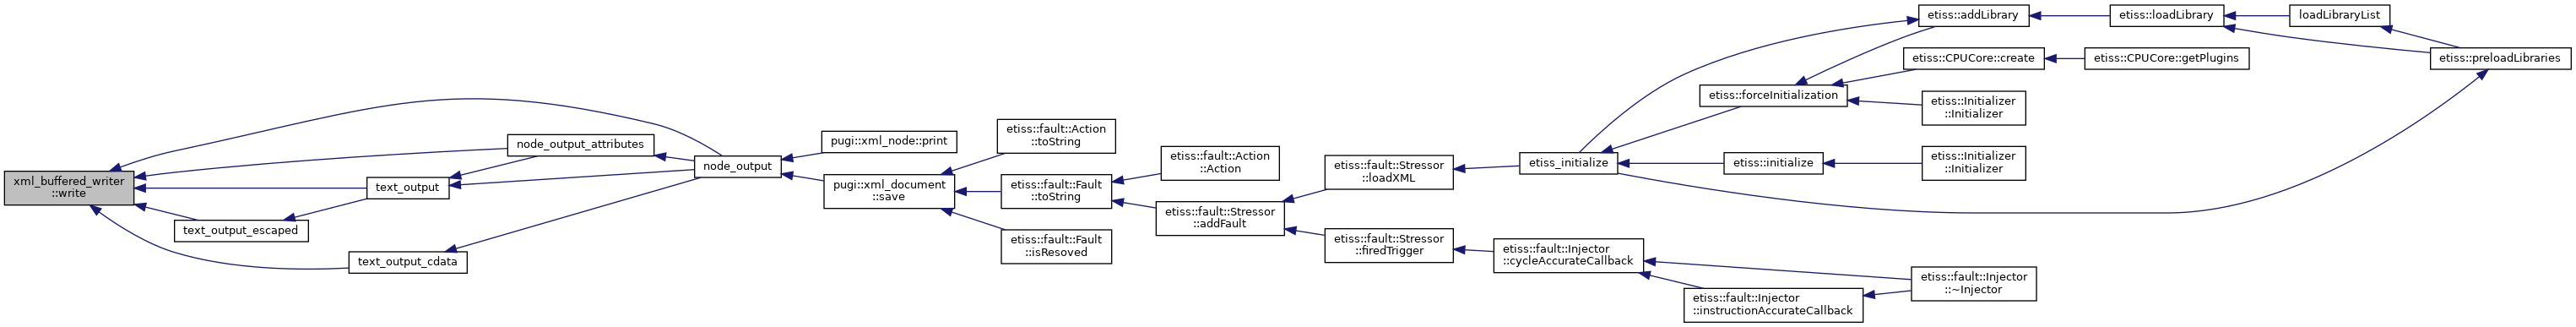 xml_buffered_writer
::write
node_output_attributes
text_output
text_output_escaped
text_output_cdata
node_output
pugi::xml_node::print
pugi::xml_document
::save
etiss::fault::Action
::toString
etiss::fault::Fault
::toString
etiss::fault::Fault
::isResoved
etiss::fault::Action
::Action
etiss::fault::Stressor
::addFault
etiss::fault::Stressor
::loadXML
etiss::fault::Stressor
::firedTrigger
etiss_initialize
etiss::fault::Injector
::cycleAccurateCallback
etiss::forceInitialization
etiss::initialize
etiss::fault::Injector
::instructionAccurateCallback
etiss::addLibrary
etiss::CPUCore::create
etiss::Initializer
::Initializer
etiss::Initializer
::Initializer
etiss::fault::Injector
::~Injector
etiss::loadLibrary
etiss::CPUCore::getPlugins
loadLibraryList
etiss::preloadLibraries